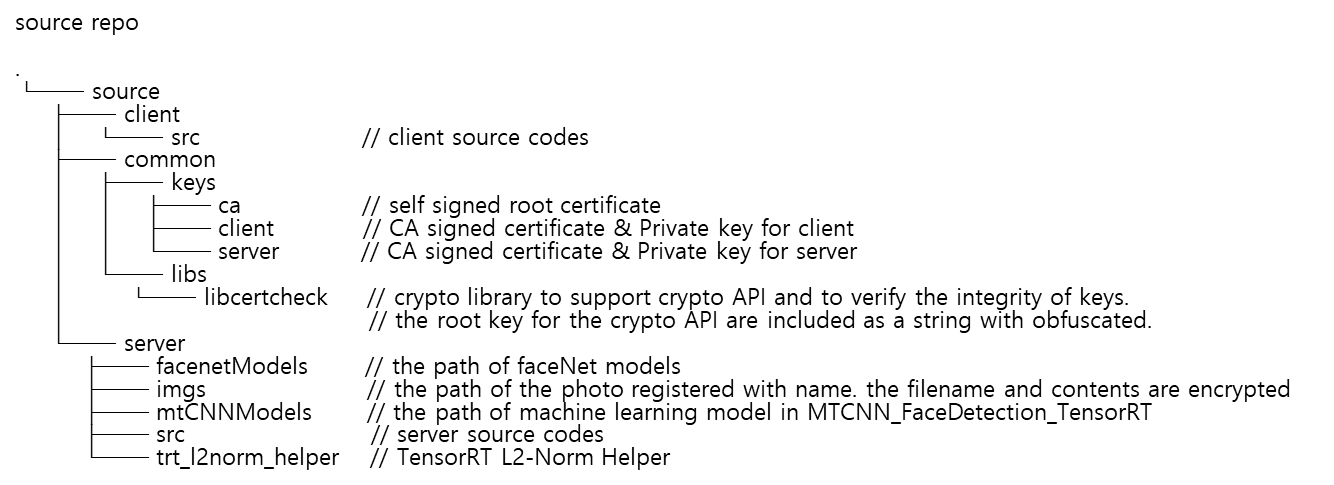 source repo
.
└── source
├── client
└── src // client source codes
├── common
├── keys
├── ca // self signed root certificate
├── client // CA signed certificate & Private key for client
└── server // CA signed certificate & Private key for server
└── libs
└── libcertcheck // crypto library to support crypto API and to verify the integrity of keys.
// the root key for the crypto API are included as a string with obfuscated.
└── server
├── facenetModels // the path of faceNet models
├── imgs // the path of the photo registered with name. the filename and contents are encrypted
├── mtCNNModels // the path of machine learning model in MTCNN_FaceDetection_TensorRT
├── src // server source codes
└── trt_l2norm_helper // TensorRT L2-Norm Helper